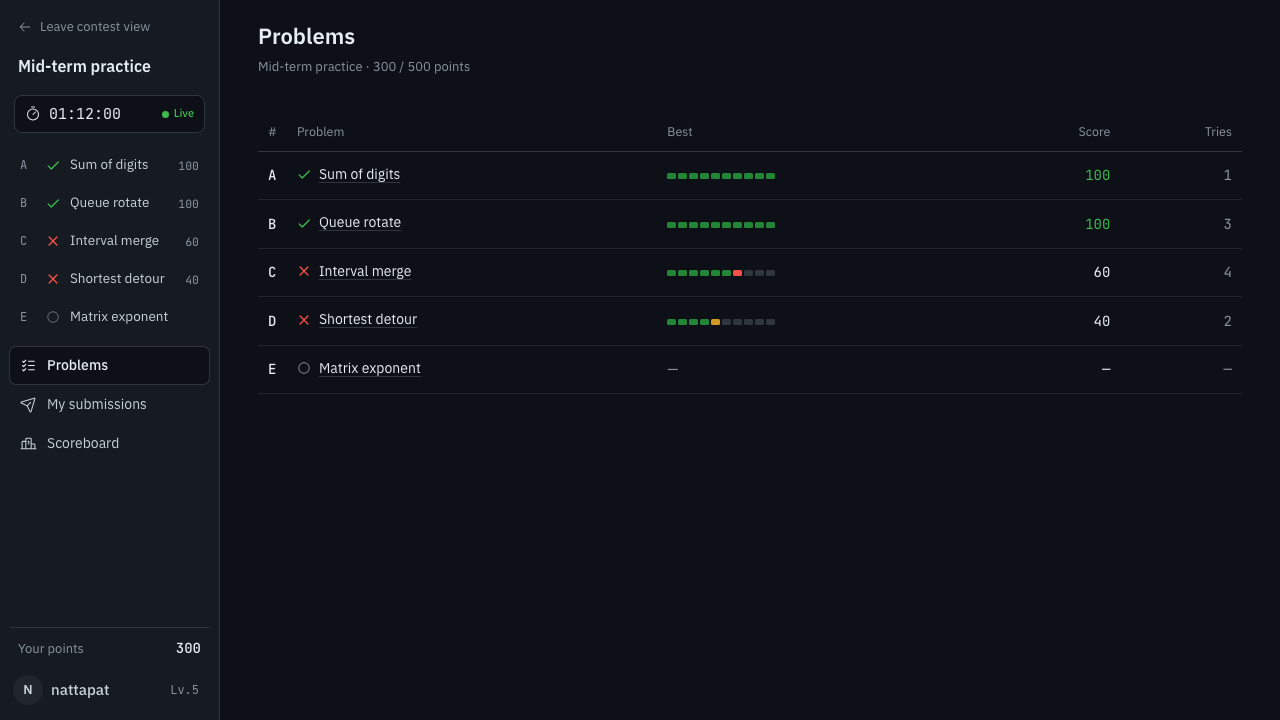 Leave contest view
Mid-term practice
01:12:00 Live
A Sum of digits 100
B Queue rotate 100
C Interval merge 60
D Shortest detour 40
E Matrix exponent
Problems
My submissions
Scoreboard
Your points 300
N nattapat Lv.5
Problems
Mid-term practice · 300 / 500 points
# Problem Best Score Tries
A Sum of digits 100 1
B Queue rotate 100 3
C Interval merge 60 4
D Shortest detour 40 2
E Matrix exponent — — —